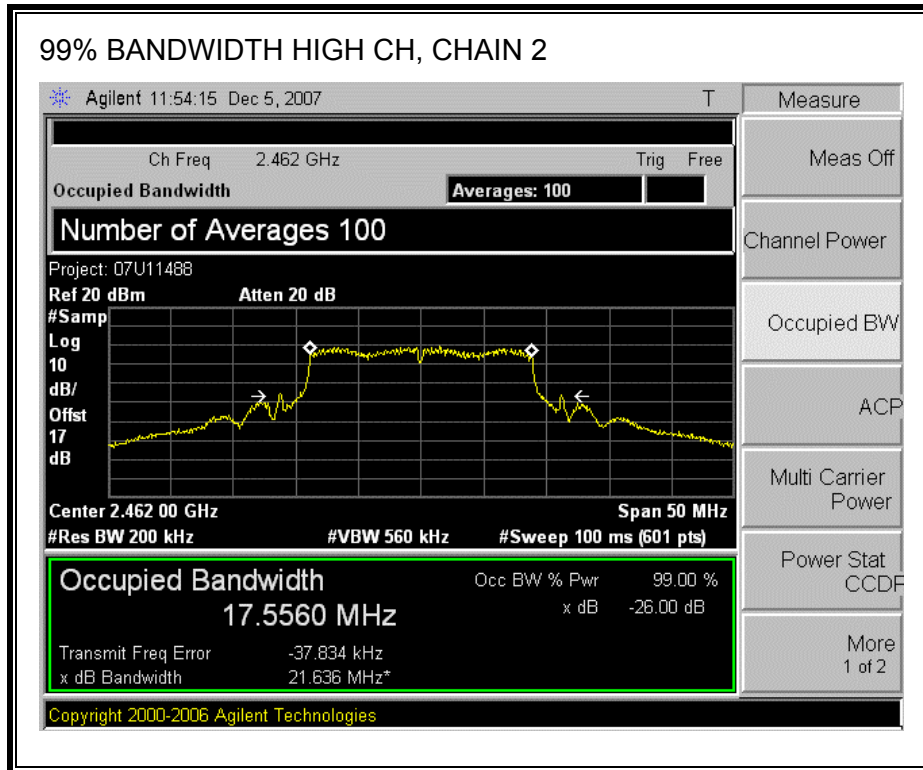 99% BANDWIDTH HIGH CH, CHAIN 2
Agilent 11:54:15 Dec 5, 2007 T
Measure
Ch Freq 2.462 GHz Trig Free
Occupied Bandwidth Averages: 100
Number of Averages 100
Project: 07U11488
Ref 20 dBm Atten 20 dB
#Samp
Log
10
dB/
Offst
17
dB
Center 2.462 00 GHz Span 50 MHz
#Res BW 200 kHz #VBW 560 kHz #Sweep 100 ms (601 pts)
Occupied Bandwidth Occ BW % Pwr 99.00 %
17.5560 MHz x dB -26.00 dB
Transmit Freq Error -37.834 kHz
x dB Bandwidth 21.636 MHz*
Copyright 2000-2006 Agilent Technologies
Meas Off
Channel Power
Occupied BW
ACP
Multi Carrier
Power
Power Stat
CCDF
More
1 of 2